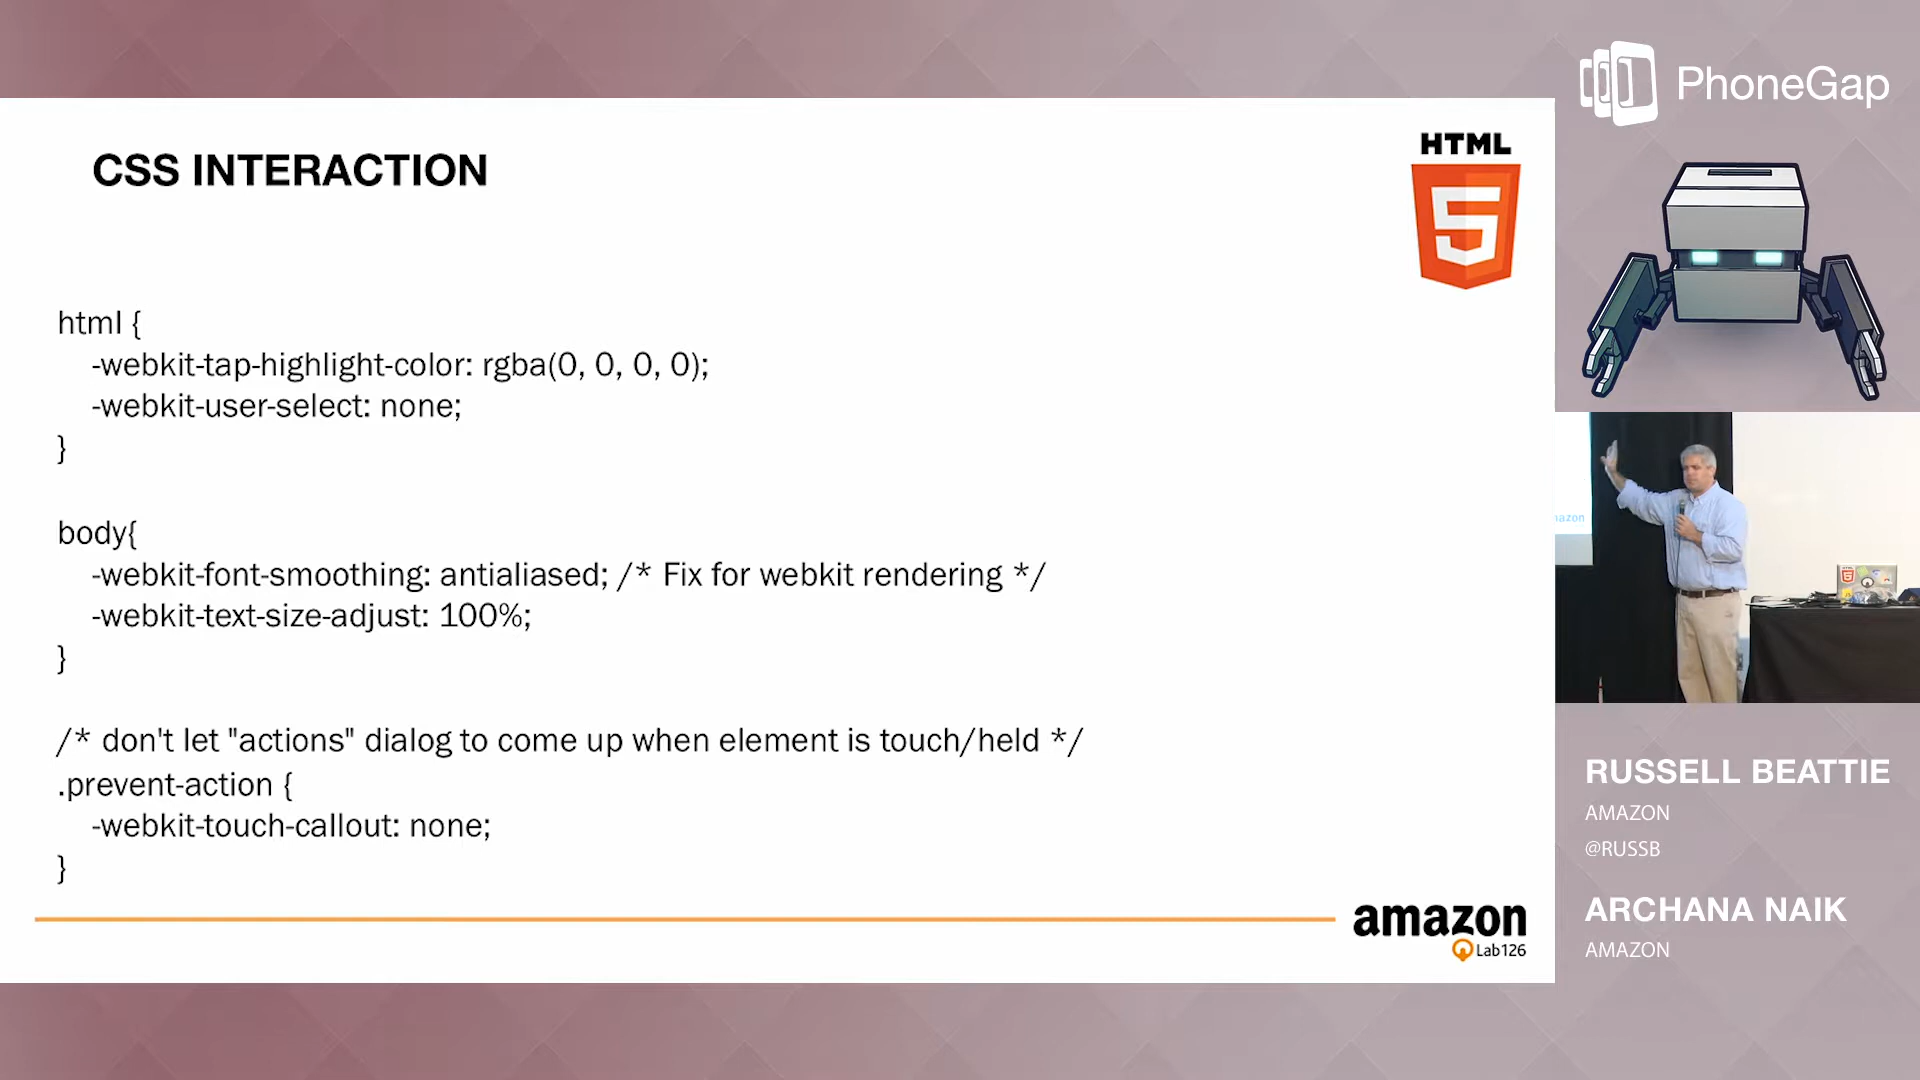 PhoneGap
CSS INTERACTION
HTML
5
html {
-webkit-tap-highlight-color: rgba(0, 0, 0, 0);
-webkit-user-select: none;
}
body{
-webkit-font-smoothing: antialiased; /* Fix for webkit rendering */
-webkit-text-size-adjust: 100%;
}
/* don't let "actions" dialog to come up when element is touch/held */
.prevent-action {
-webkit-touch-callout: none;
}
amazon
Lab126
RUSSELL BEATTIE
AMAZON
@RUSSB
ARCHANA NAIK
AMAZON